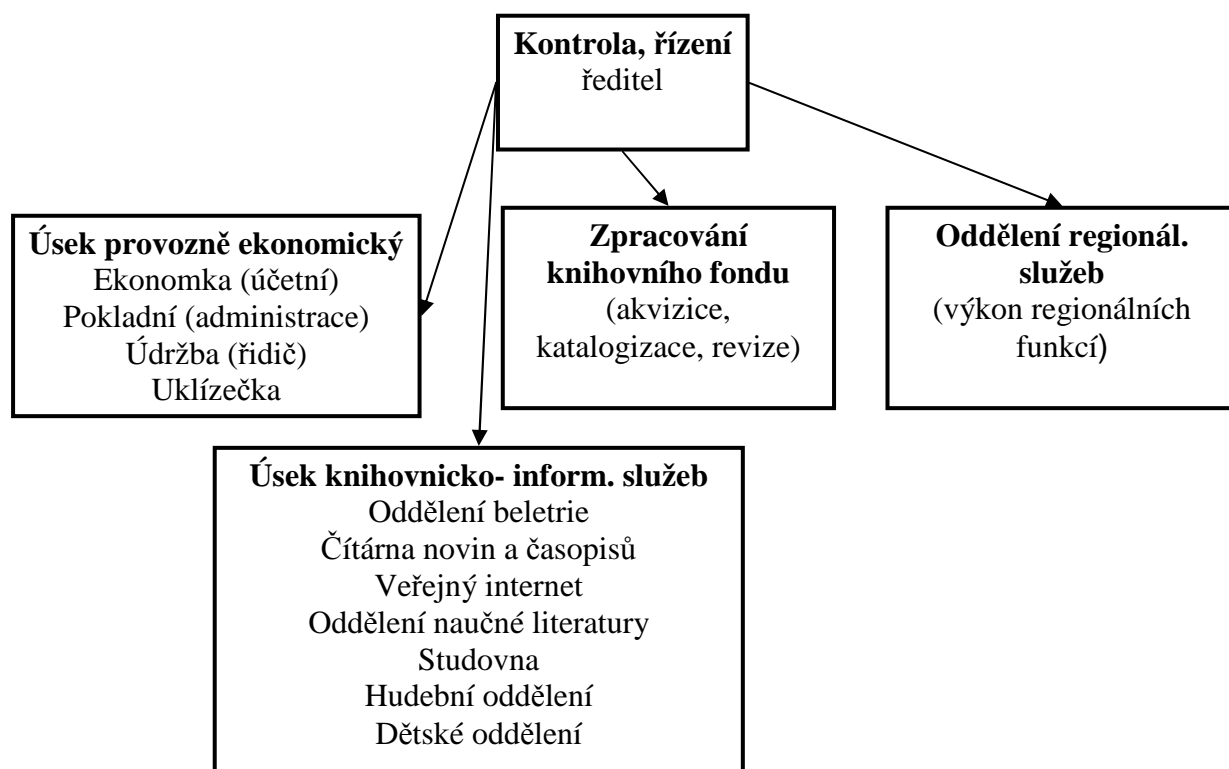 Kontrola, řízení
ředitel
Úsek provozně ekonomický
Ekonomka (účetní)
Pokladní (administrace)
Údržba (řidič)
Uklízečka
Zpracování
knihovního fondu
(akvizice,
katalogizace, revize)
Oddělení regionál.
služeb
(výkon regionálních
funkcí)
Úsek knihovnicko- inform. služeb
Oddělení beletrie
Čítárna novin a časopisů
Veřejný internet
Oddělení naučné literatury
Studovna
Hudební oddělení
Dětské oddělení